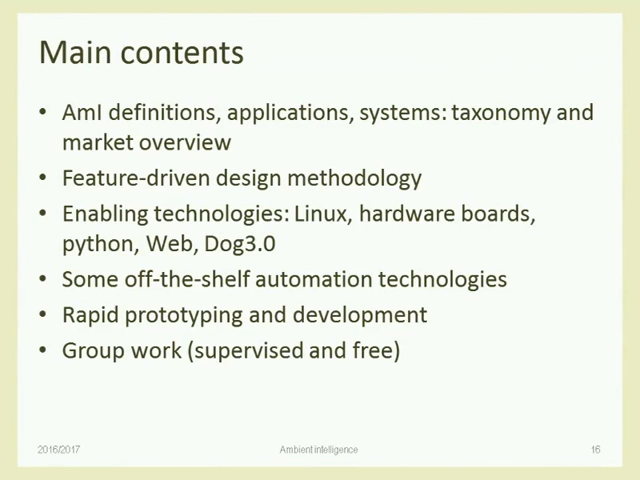 Main contents
• AmI definitions, applications, systems: taxonomy and
market overview
• Feature-driven design methodology
• Enabling technologies: Linux, hardware boards,
python, Web, Dog3.0
• Some off-the-shelf automation technologies
• Rapid prototyping and development
• Group work (supervised and free)
2016/2017 Ambient intelligence 16